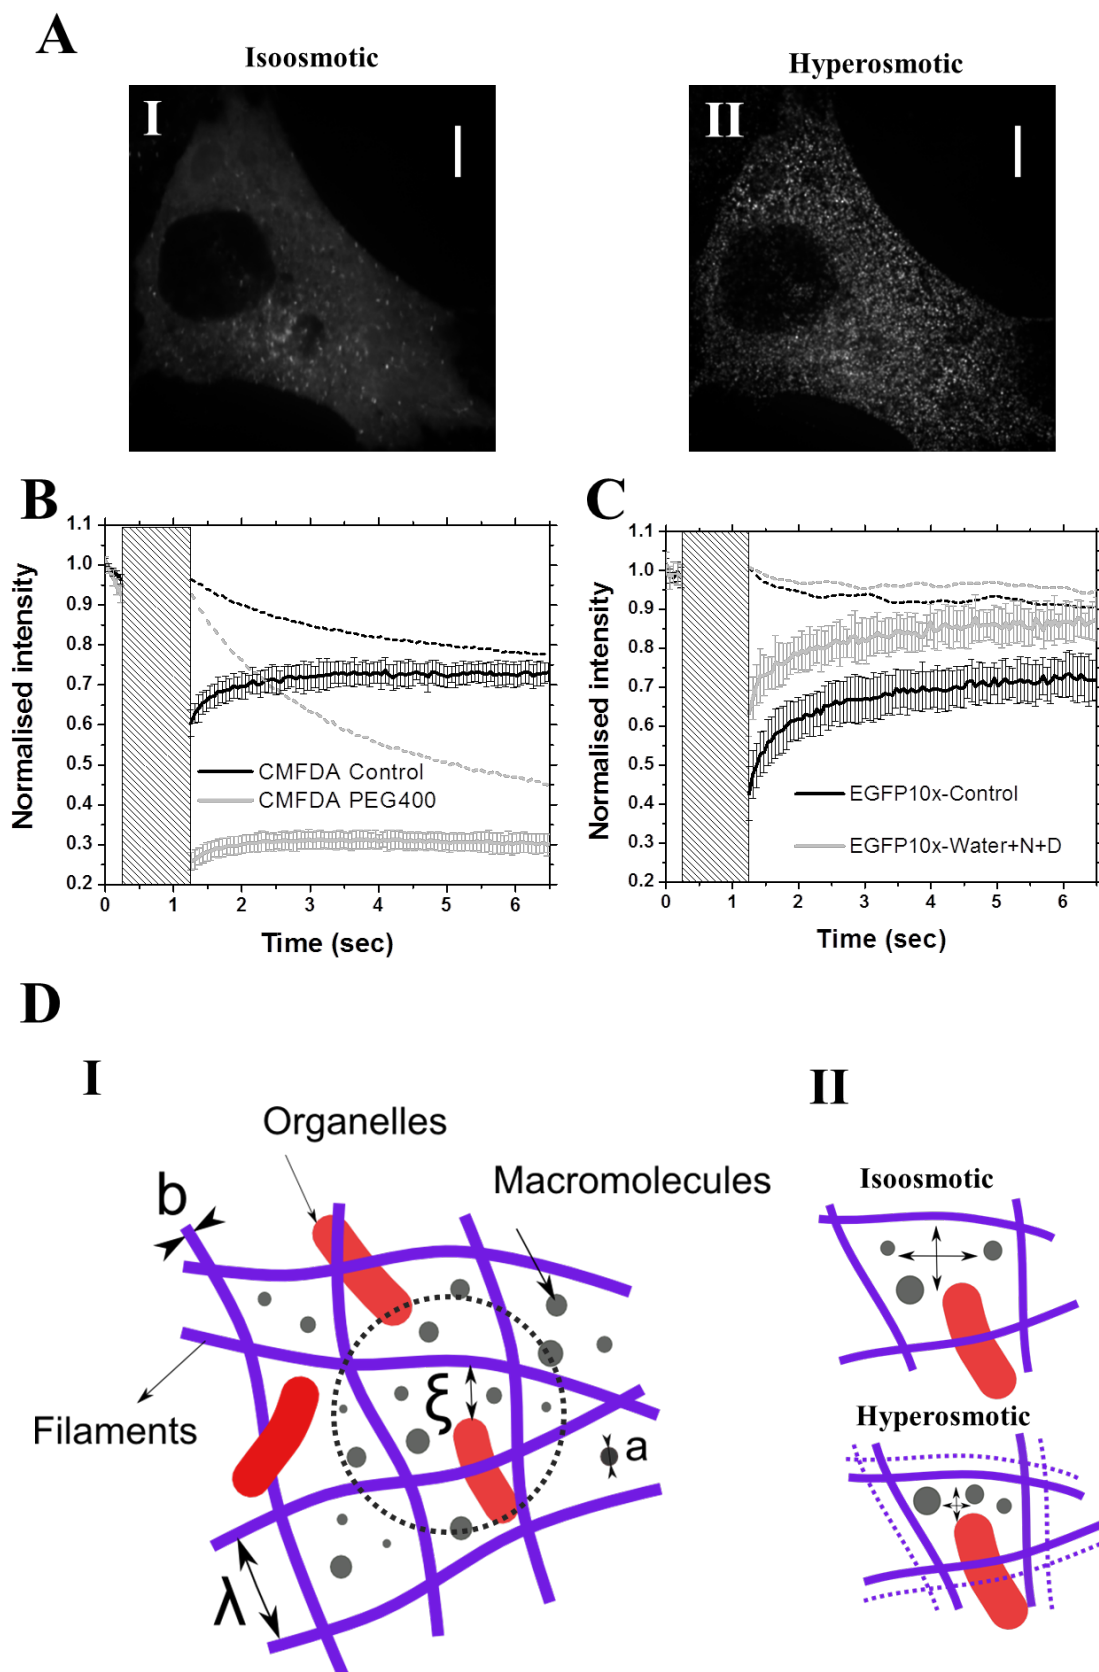 A
Isoosmotic
Hyperosmotic
I
II
B
C
1.1
1.0
0.9
0.8
0.7
0.6
0.5
0.4
0.3
0.2
Normalised intensity
CMFDA Control
CMFDA PEG400
0 1 2 3 4 5 6
Time (sec)
1.1
1.0
0.9
0.8
0.7
0.6
0.5
0.4
0.3
0.2
Normalised intensity
EGFP10x-Control
EGFP10x-Water+N+D
0 1 2 3 4 5 6
Time (sec)
D
I
II
Organelles
Macromolecules
b
ξ
a
Filaments
λ
Isoosmotic
Hyperosmotic